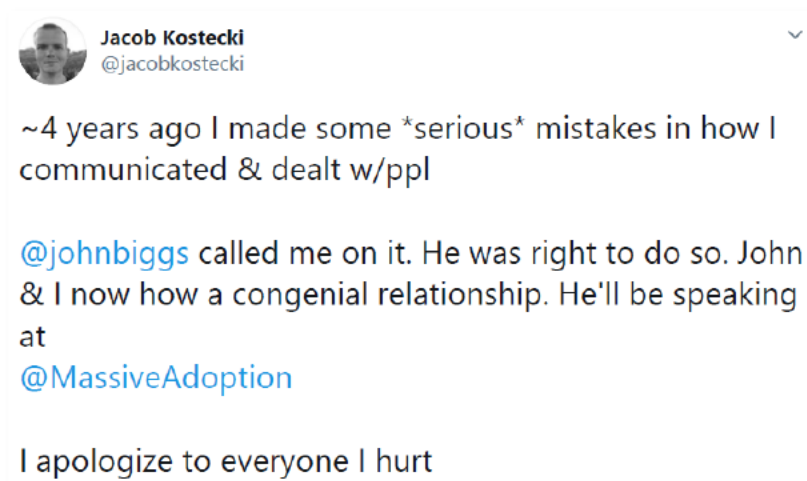 Jacob Kostecki
@jacobkostecki
~4 years ago I made some *serious* mistakes in how I
communicated & dealt w/ppl
@johnbiggs called me on it. He was right to do so. John
& I now how a congenial relationship. He'll be speaking
at
@MassiveAdoption
I apologize to everyone I hurt